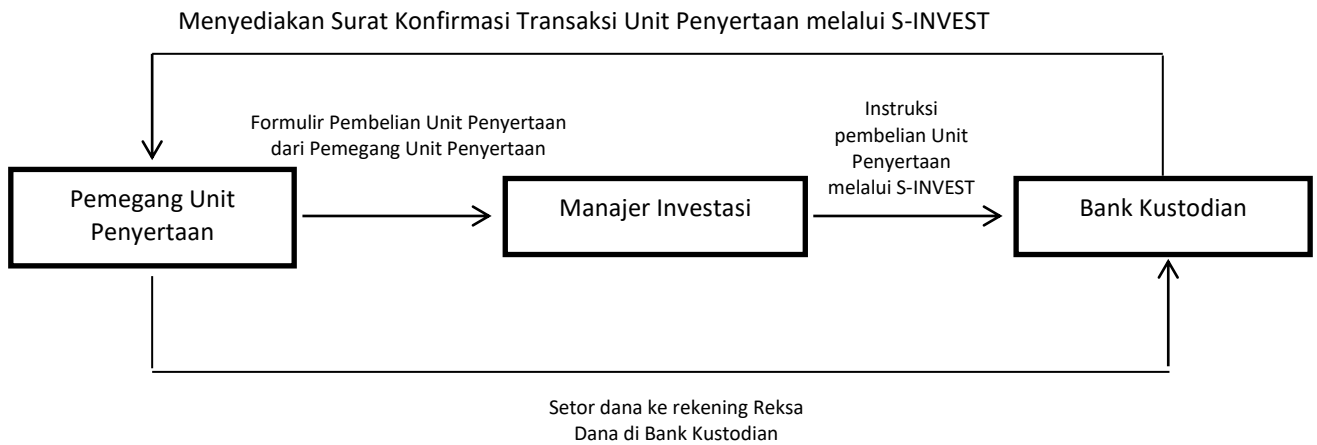 Menyediakan Surat Konfirmasi Transaksi Unit Penyertaan melalui S-INVEST
Formulir Pembelian Unit Penyertaan
dari Pemegang Unit Penyertaan
Instruksi
pembelian Unit
Penyertaan
melalui S-INVEST
Pemegang Unit
Penyertaan
Manajer Investasi
Bank Kustodian
Setor dana ke rekening Reksa
Dana di Bank Kustodian